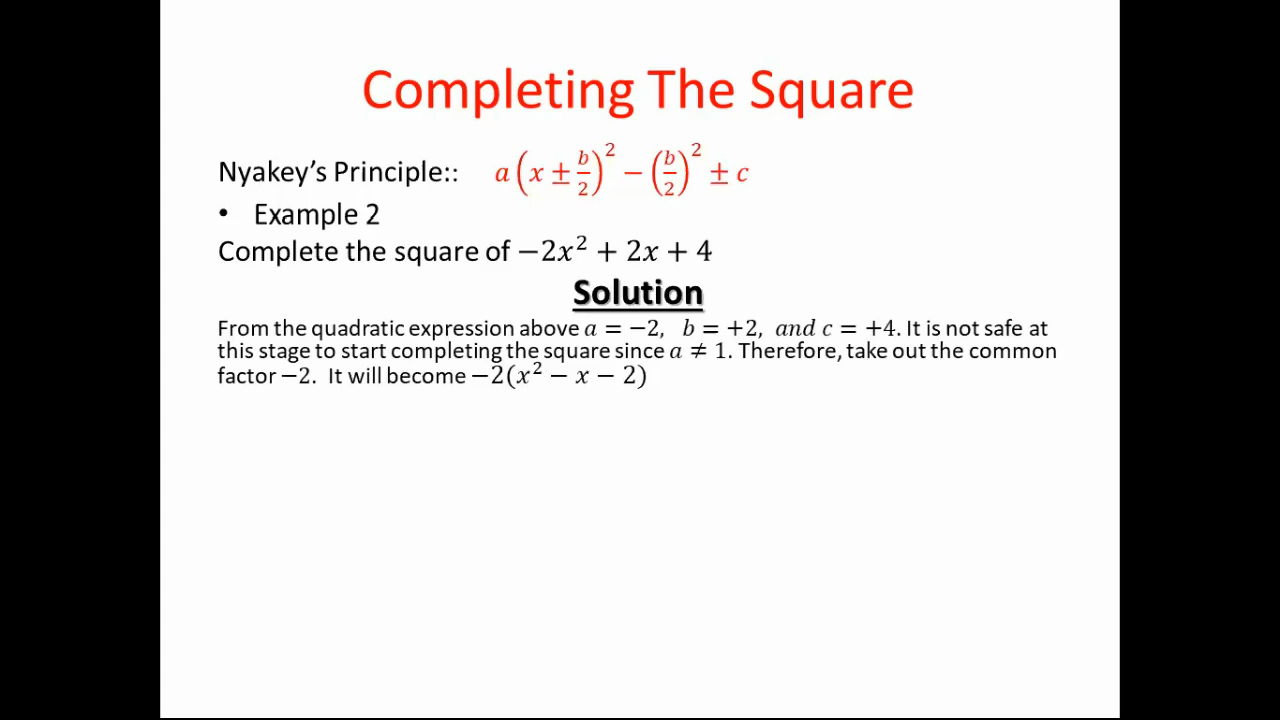 Completing The Square
Nyakey's Principle:: a(x ± b/2)² − (b/2)² ± c
• Example 2
Complete the square of −2x² + 2x + 4
Solution
From the quadratic expression above a = −2, b = +2, and c = +4. It is not safe at
this stage to start completing the square since a ≠ 1. Therefore, take out the common
factor −2. It will become −2(x² − x − 2)